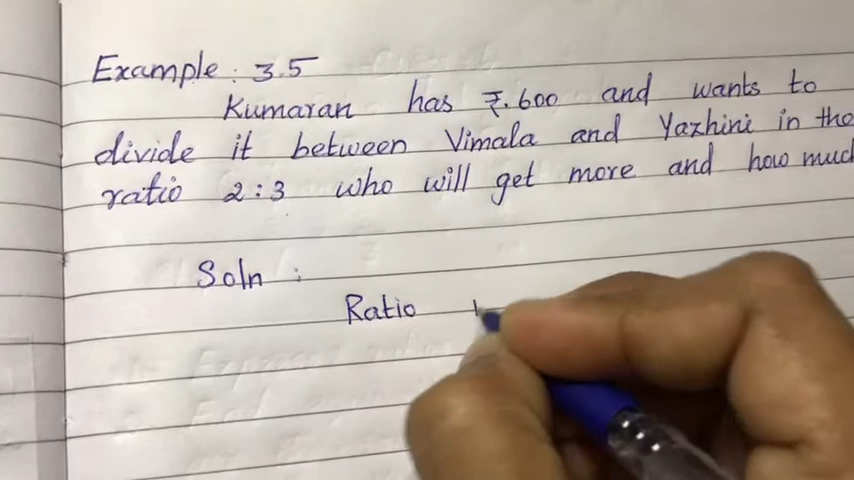 Example : 3.5
Kumaran has ₹.600 and wants to
divide it between Vimala and Yazhini in the
ratio 2:3 who will get more and how much
Soln :
Ratio